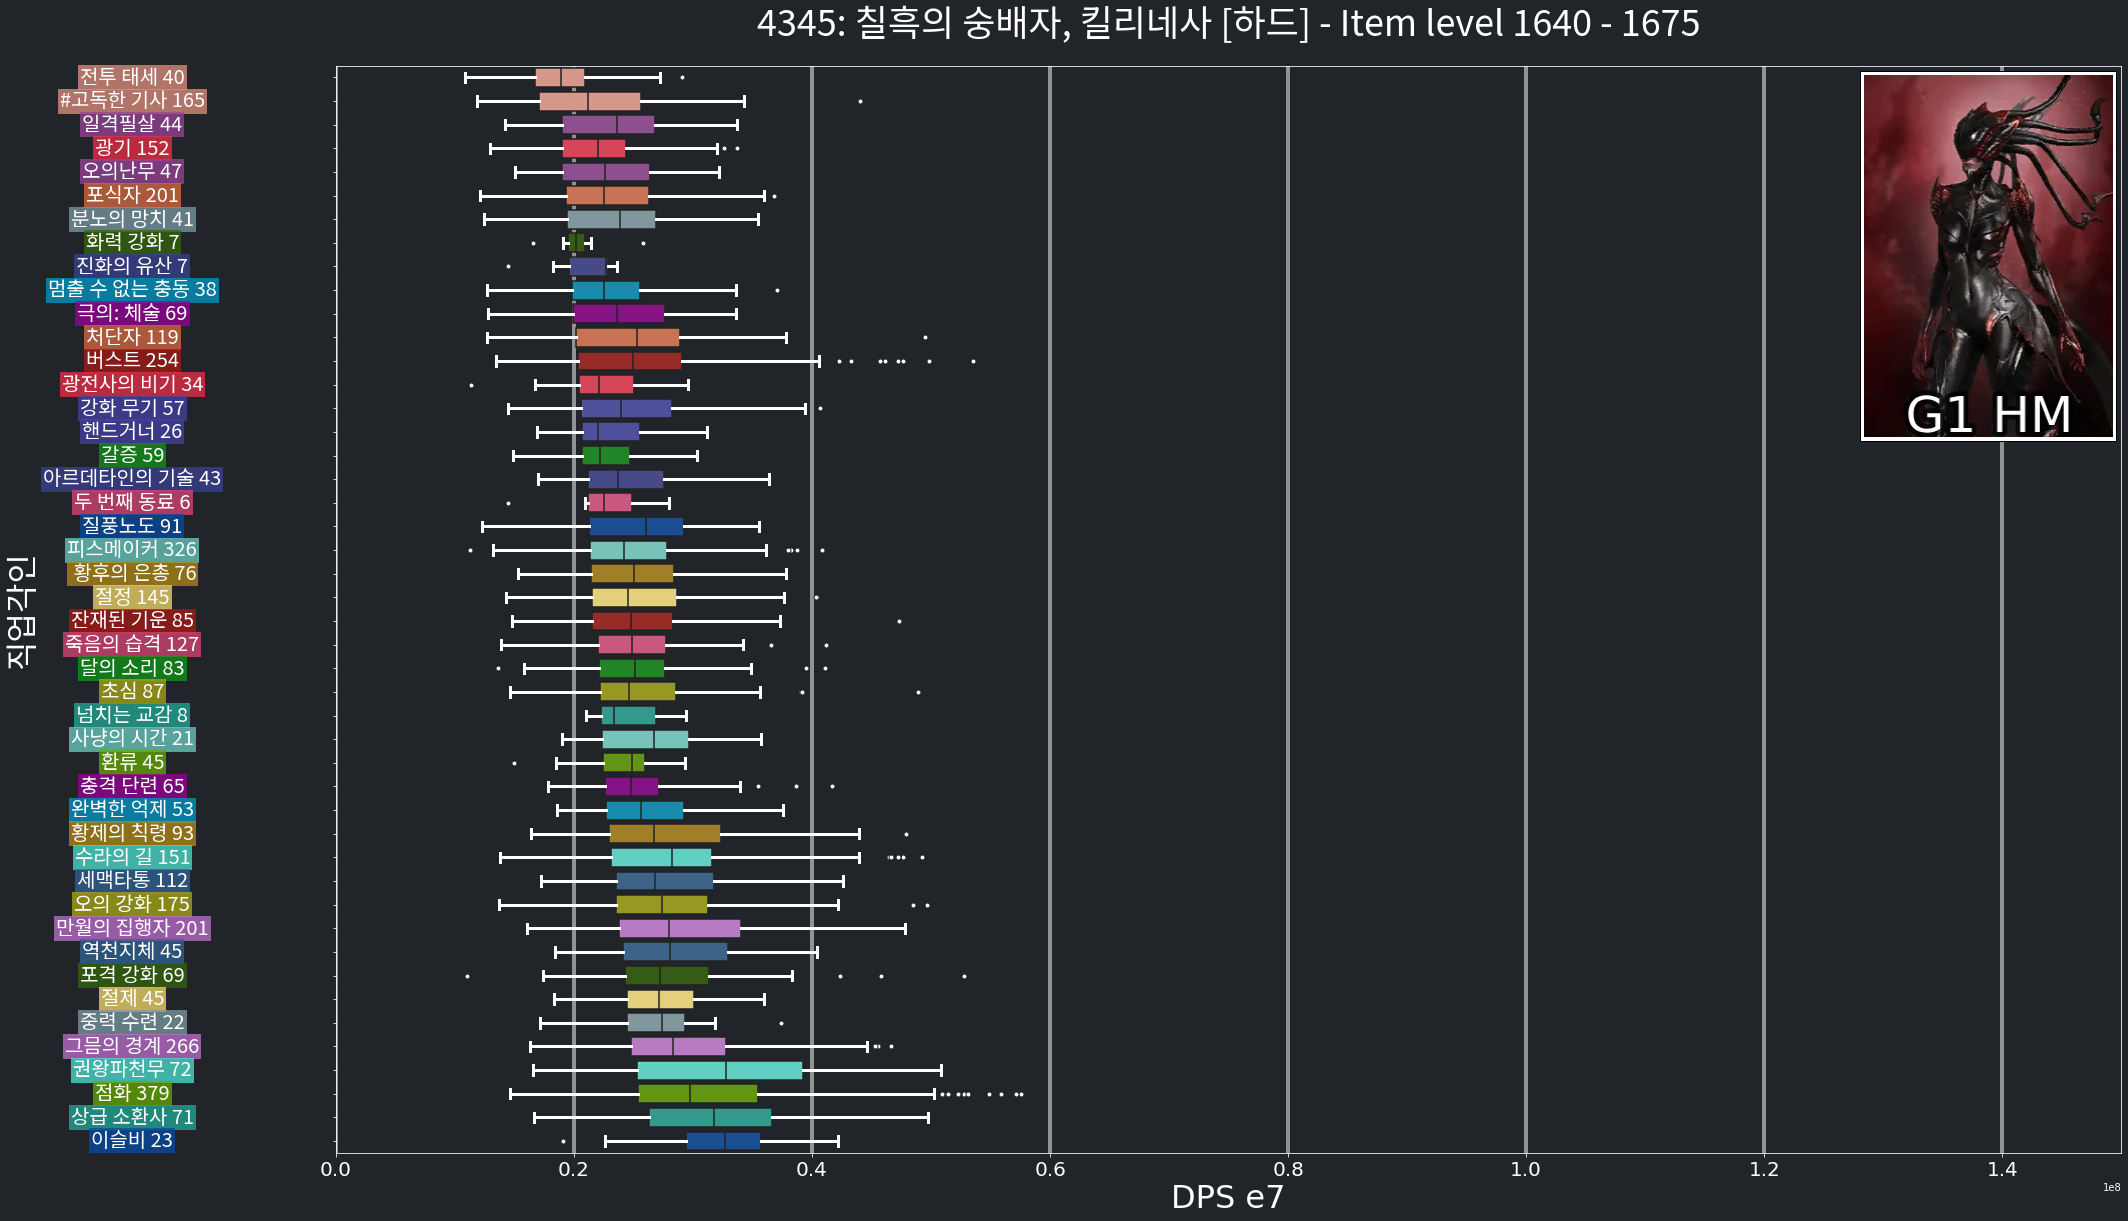 4345: 칠흑의 숭배자, 킬리네사 [하드] - Item level 1640 - 1675
전투 태세 40
#고독한 기사 165
일격필살 44
광기 152
오의난무 47
포식자 201
분노의 망치 41
화력 강화 7
진화의 유산 7
멈출 수 없는 충동 38
극의: 체술 69
처단자 119
버스트 254
광전사의 비기 34
강화 무기 57
핸드거너 26
갈증 59
아르데타인의 기술 43
두 번째 동료 6
질풍노도 91
피스메이커 326
황후의 은총 76
절정 145
잔재된 기운 85
죽음의 습격 127
달의 소리 83
초심 87
넘치는 교감 8
사냥의 시간 21
환류 45
충격 단련 65
완벽한 억제 53
황제의 칙령 93
수라의 길 151
세맥타통 112
오의 강화 175
만월의 집행자 201
역천지체 45
포격 강화 69
절제 45
중력 수련 22
그믐의 경계 266
권왕파천무 72
점화 379
상급 소환사 71
이슬비 23
직업각인
G1 HM
0.0 0.2 0.4 0.6 0.8 1.0 1.2 1.4
1e8
DPS e7